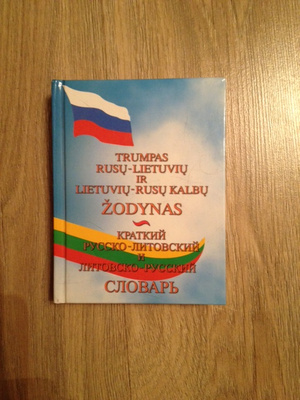 TRUMPAS
RUSŲ-LIETUVIŲ
IR
LIETUVIŲ-RUSŲ KALBŲ
ŽODYNAS
КРАТКИЙ
РУССКО-ЛИТОВСКИЙ
И
ЛИТОВСКО-РУССКИЙ
СЛОВАРЬ